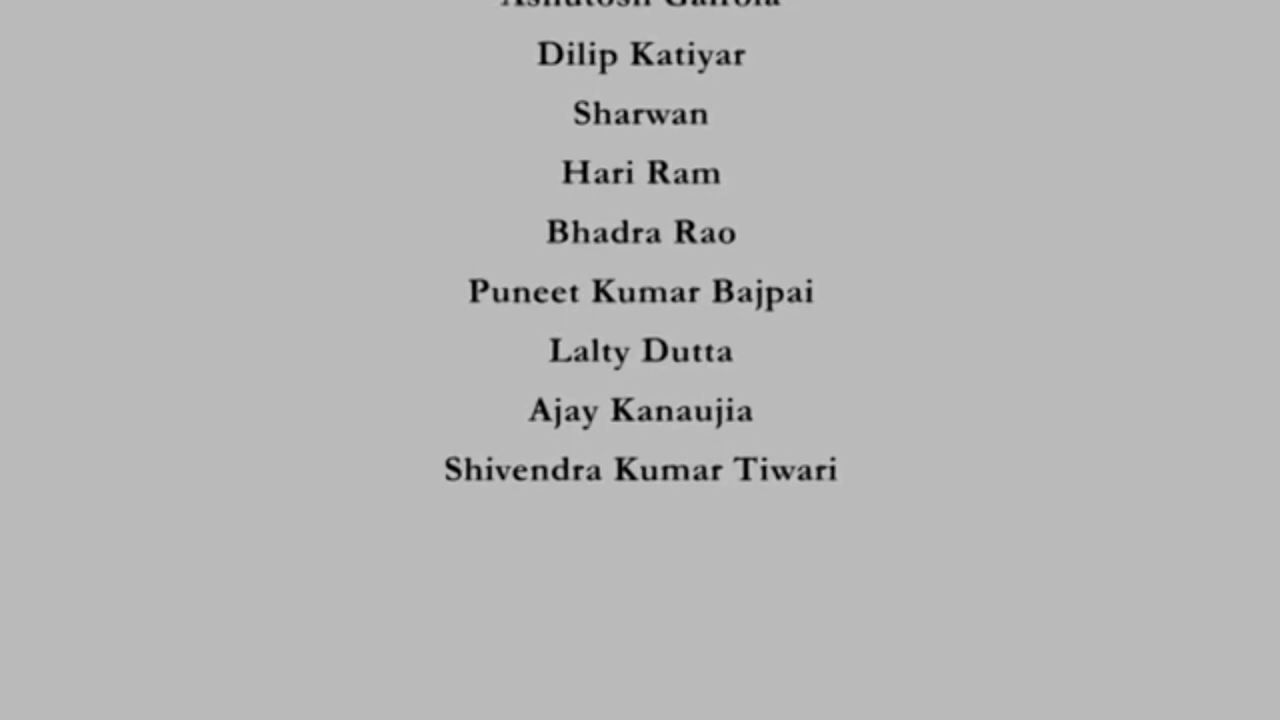 Dilip Katiyar
Sharwan
Hari Ram
Bhadra Rao
Puneet Kumar Bajpai
Lalty Dutta
Ajay Kanaujia
Shivendra Kumar Tiwari